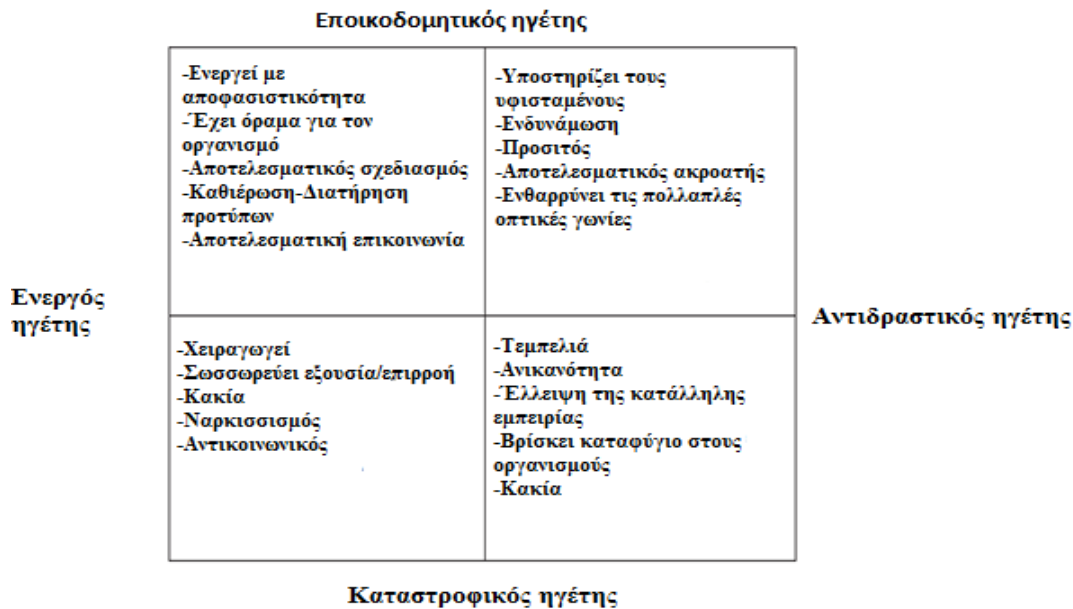 Εποικοδομητικός ηγέτης
-Ενεργεί με
αποφασιστικότητα
-Έχει όραμα για τον
οργανισμό
-Αποτελεσματικός σχεδιασμός
-Καθιέρωση-Διατήρηση
προτύπων
-Αποτελεσματική επικοινωνία
-Υποστηρίζει τους
υφισταμένους
-Ενδυνάμωση
-Προσιτός
-Αποτελεσματικός ακροατής
-Ενθαρρύνει τις πολλαπλές
οπτικές γωνίες
Ενεργός
ηγέτης
Αντιδραστικός ηγέτης
-Χειραγωγεί
-Σωσσωρεύει εξουσία/επιρροή
-Κακία
-Ναρκισσισμός
-Αντικοινωνικός
-Τεμπελιά
-Ανικανότητα
-Έλλειψη της κατάλληλης
εμπειρίας
-Βρίσκει καταφύγιο στους
οργανισμούς
-Κακία
Καταστροφικός ηγέτης